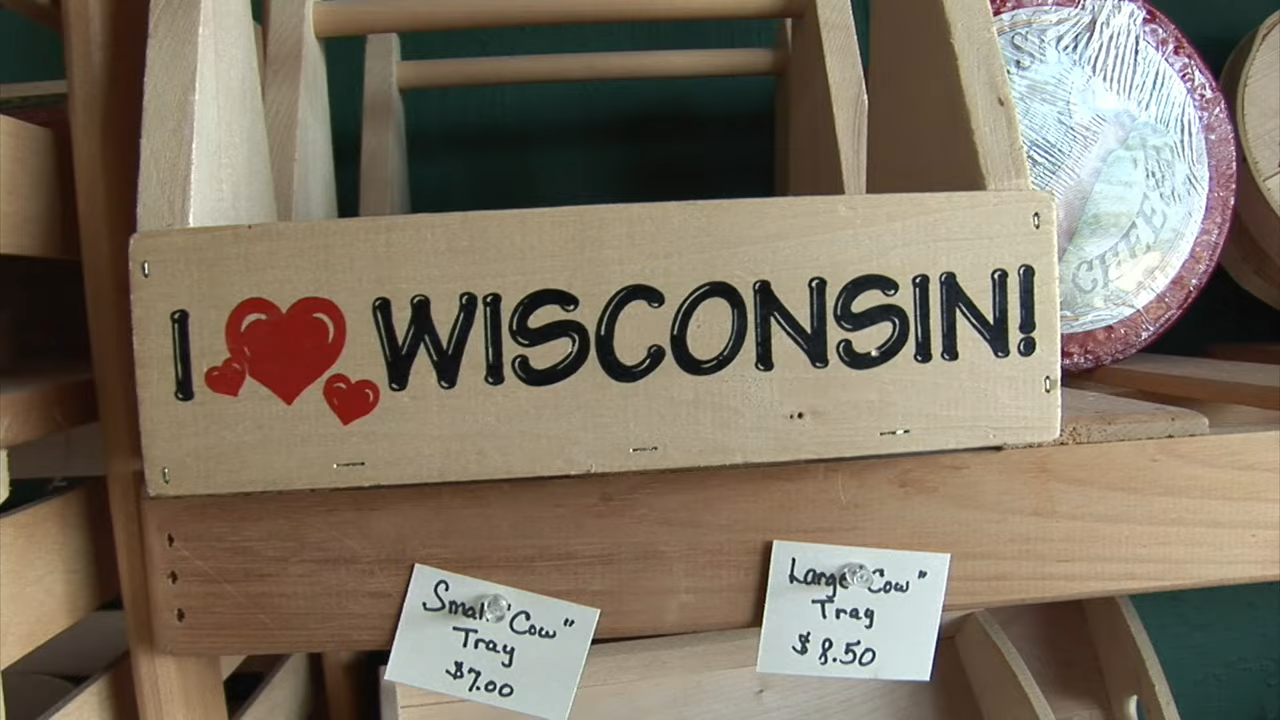 I WISCONSIN!
Small "Cow"
Tray
$7.00
Large "Cow"
Tray
$8.50